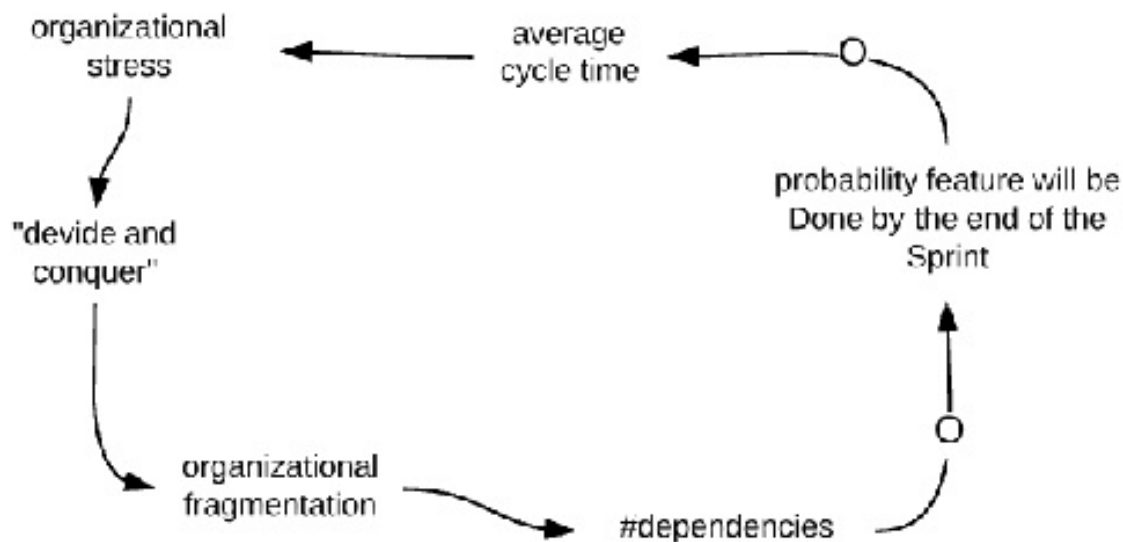 organizational
stress
average
cycle time
O
probability feature will be
Done by the end of the
Sprint
"devide and
conquer"
O
organizational
fragmentation
#dependencies